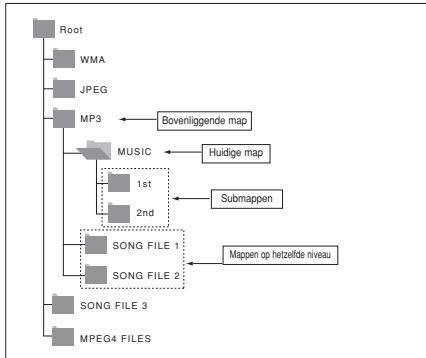 Root
WMA
JPEG
MP3
Bovenliggende map
MUSIC
Huidige map
1st
Submappen
2nd
SONG FILE 1
Mappen op hetzelfde niveau
SONG FILE 2
SONG FILE 3
MPEG4 FILES